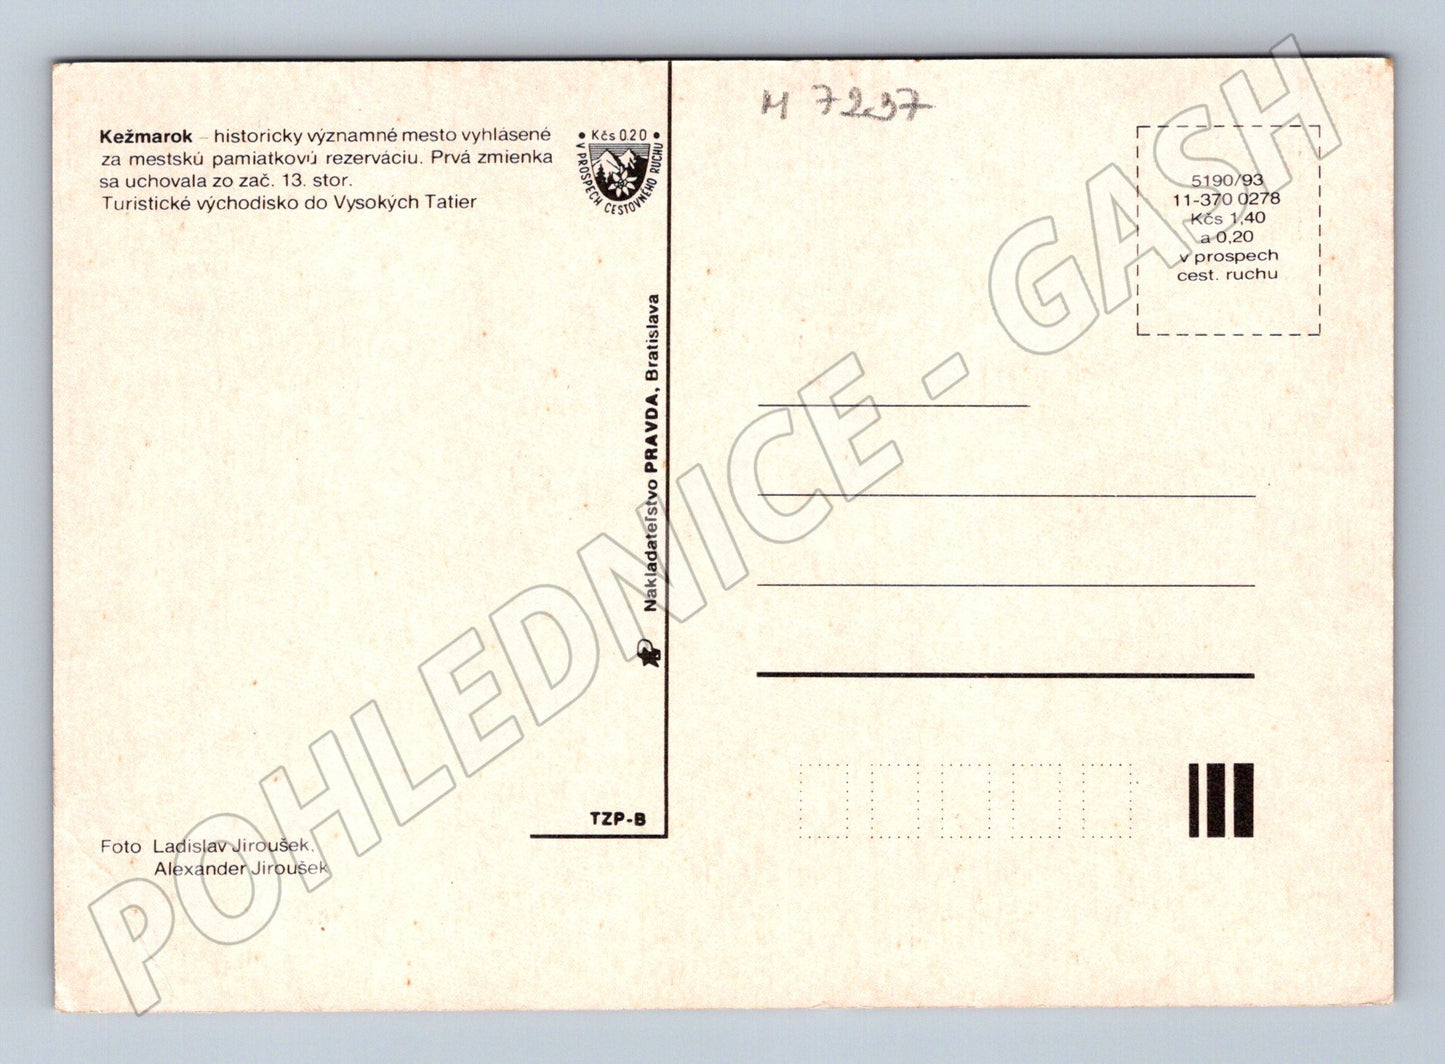 M 7237
Kežmarok – historicky významné mesto vyhlásené
za mestskú pamiatkovú rezerváciu. Prvá zmienka
sa uchovala zo zač. 13. stor.
Turistické východisko do Vysokých Tatier
• Kčs 0.20 •
V PROSPECH CESTOVNÉHO RUCHU
5190/93
11-370 0278
Kčs 1,40
a 0,20
v prospech
cest. ruchu
Nakladateľstvo PRAVDA, Bratislava
TZP-B
Foto Ladislav Jiroušek,
Alexander Jiroušek
POHLEDNICE - GASH